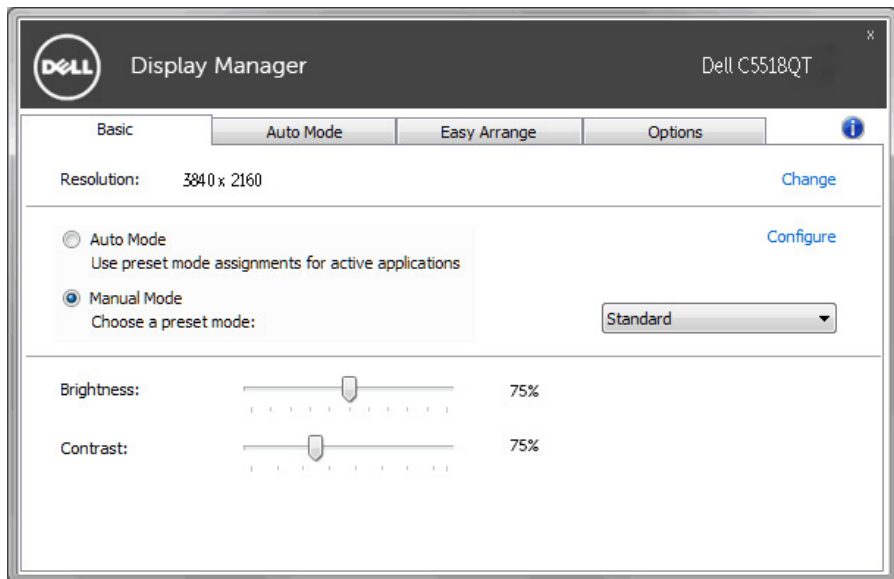 DELL Display Manager Dell C5518QT x
Basic Auto Mode Easy Arrange Options i
Resolution: 3840 x 2160 Change
Auto Mode Configure
Use preset mode assignments for active applications
Manual Mode
Choose a preset mode: Standard
Brightness: 75%
Contrast: 75%